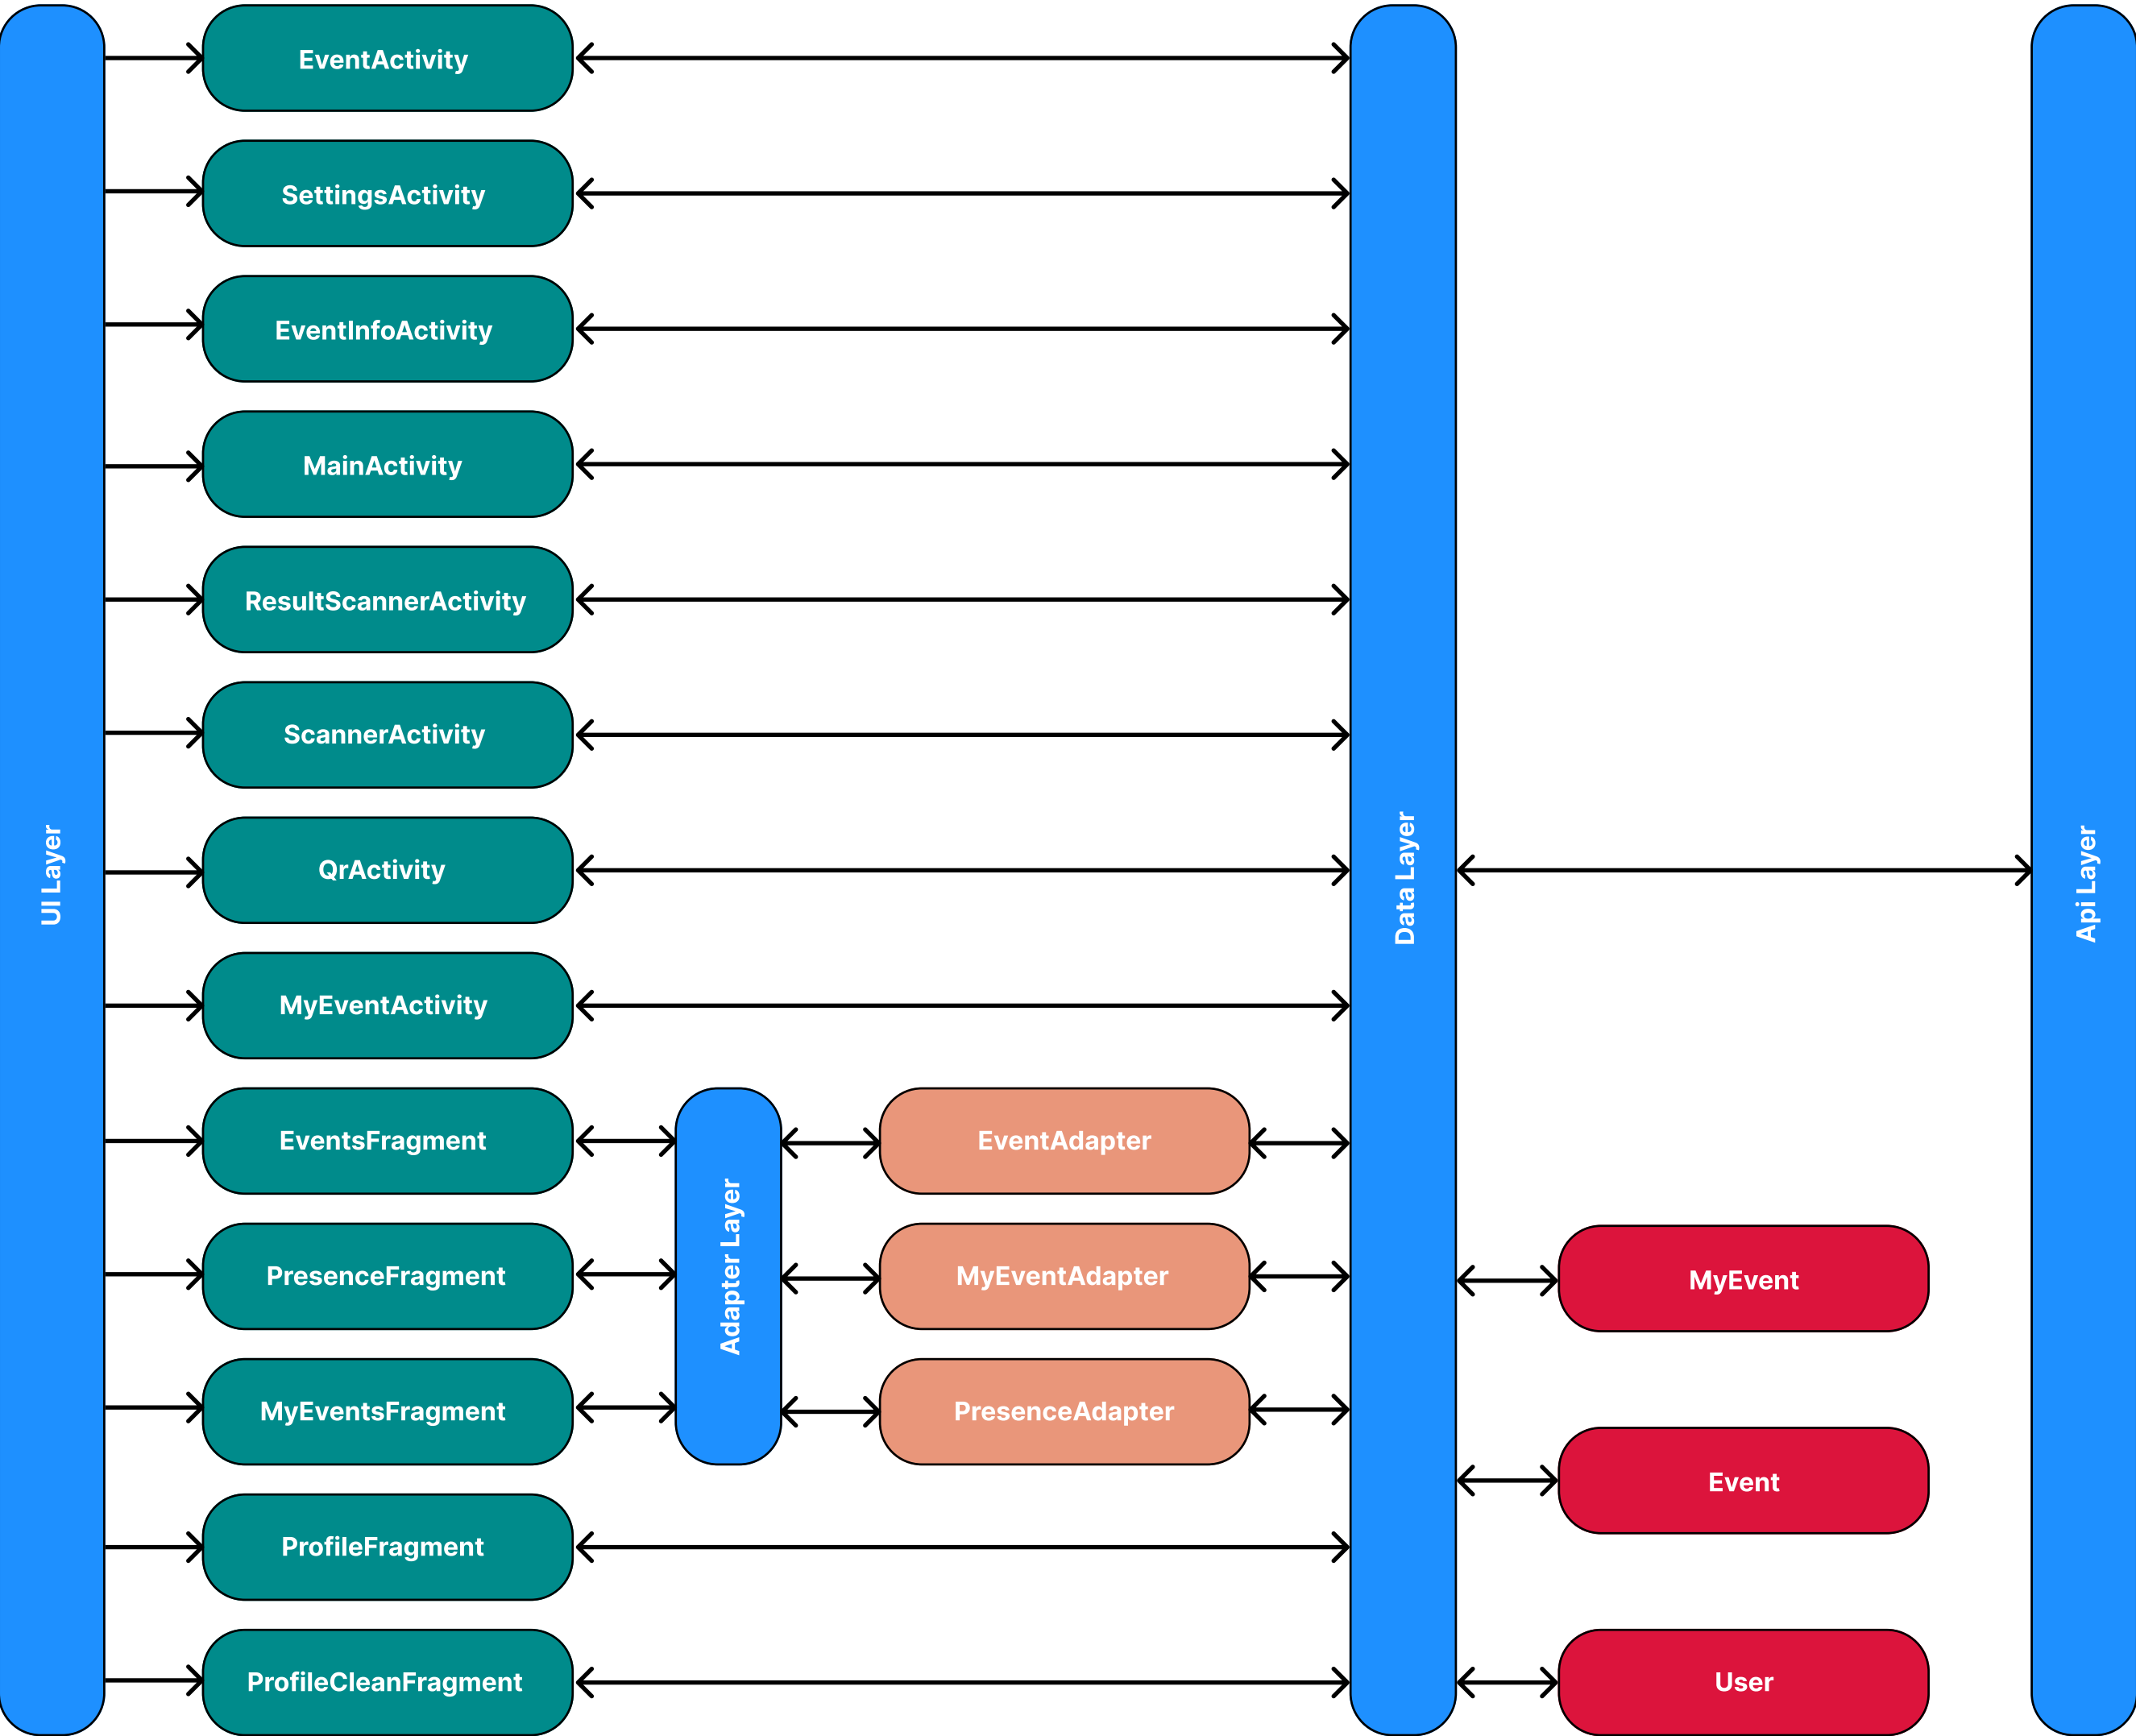 UI Layer
EventActivity
SettingsActivity
EventInfoActivity
MainActivity
ResultScannerActivity
ScannerActivity
QrActivity
MyEventActivity
EventsFragment
PresenceFragment
MyEventsFragment
ProfileFragment
ProfileCleanFragment
Adapter Layer
EventAdapter
MyEventAdapter
PresenceAdapter
Data Layer
MyEvent
Event
User
Api Layer